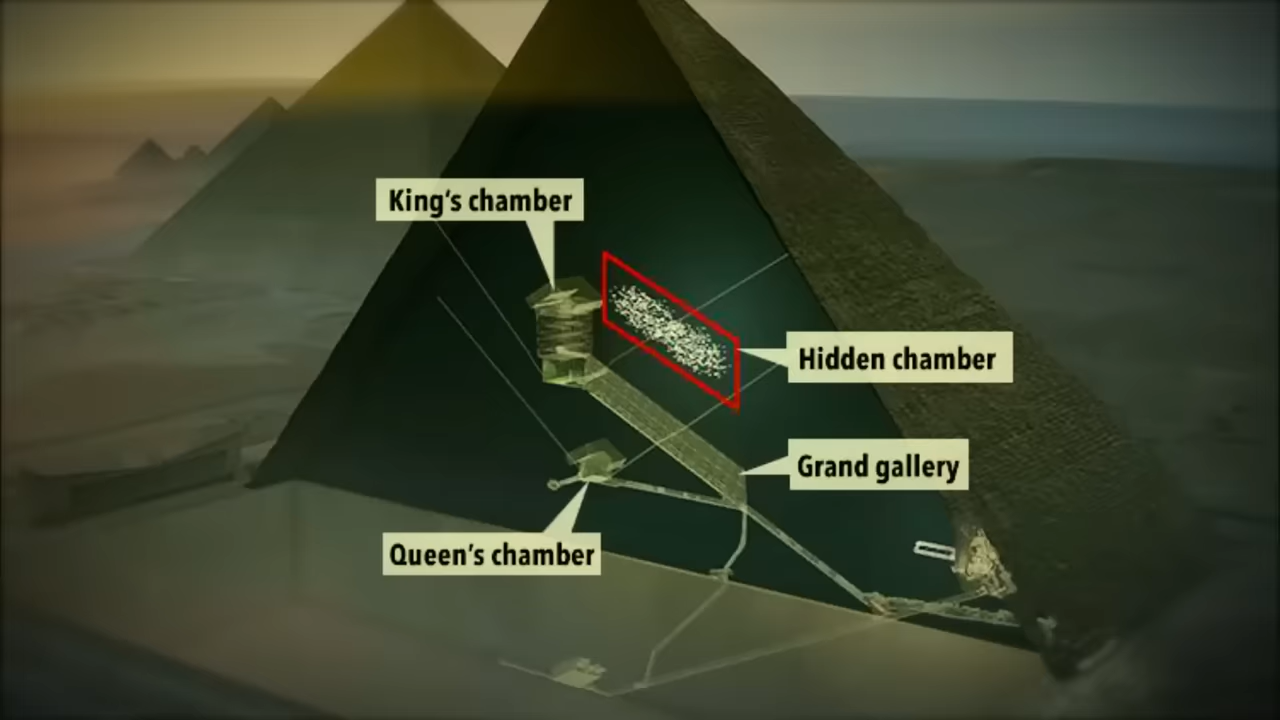 King's chamber
Hidden chamber
Grand gallery
Queen's chamber